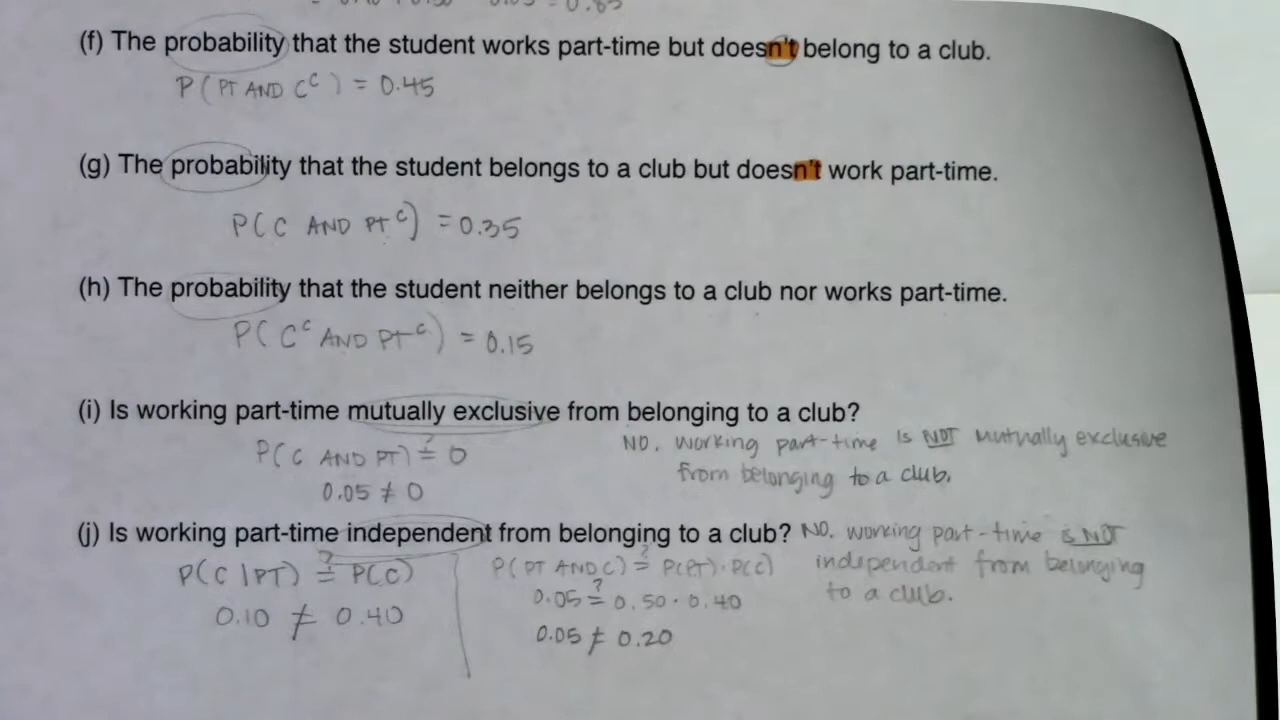 = 0.85
(f) The probability that the student works part-time but doesn't belong to a club.
P(PT AND Cᶜ) = 0.45
(g) The probability that the student belongs to a club but doesn't work part-time.
P(C AND PTᶜ) = 0.35
(h) The probability that the student neither belongs to a club nor works part-time.
P(Cᶜ AND PTᶜ) = 0.15
(i) Is working part-time mutually exclusive from belonging to a club?
P(C AND PT) ≟ 0
NO. working part-time is NOT mutually exclusive
from belonging to a club.
0.05 ≠ 0
(j) Is working part-time independent from belonging to a club? NO. working part-time is NOT
independent from belonging
to a club.
P(C|PT) ≟ P(C)
0.10 ≠ 0.40
P(PT AND C) ≟ P(PT)·P(C)
0.05 ≟ 0.50·0.40
0.05 ≠ 0.20